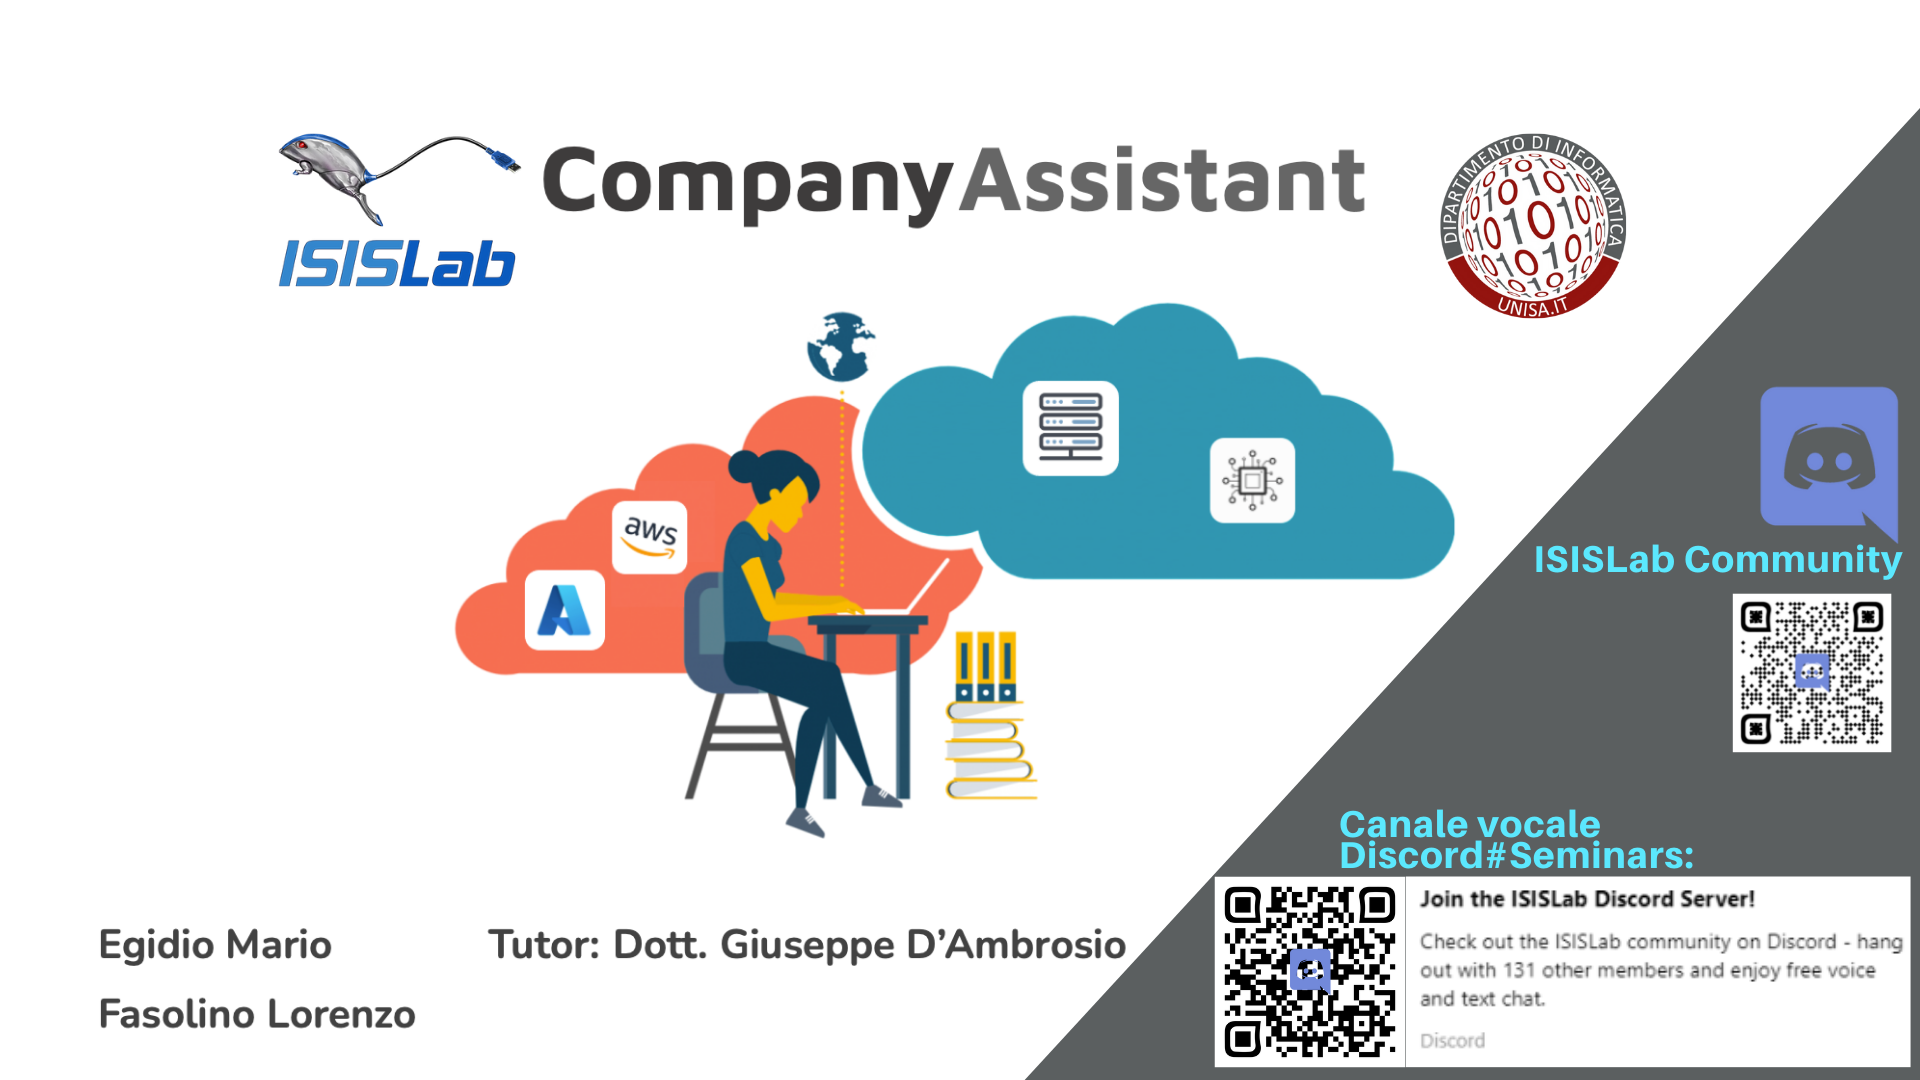 CompanyAssistant
ISISLab
DIPARTIMENTO DI INFORMATICA
UNISA.IT
aws
ISISLab Community
Canale vocale
Discord#Seminars:
Join the ISISLab Discord Server!
Check out the ISISLab community on Discord - hang
out with 131 other members and enjoy free voice
and text chat.
Discord
Egidio Mario
Tutor: Dott. Giuseppe D’Ambrosio
Fasolino Lorenzo